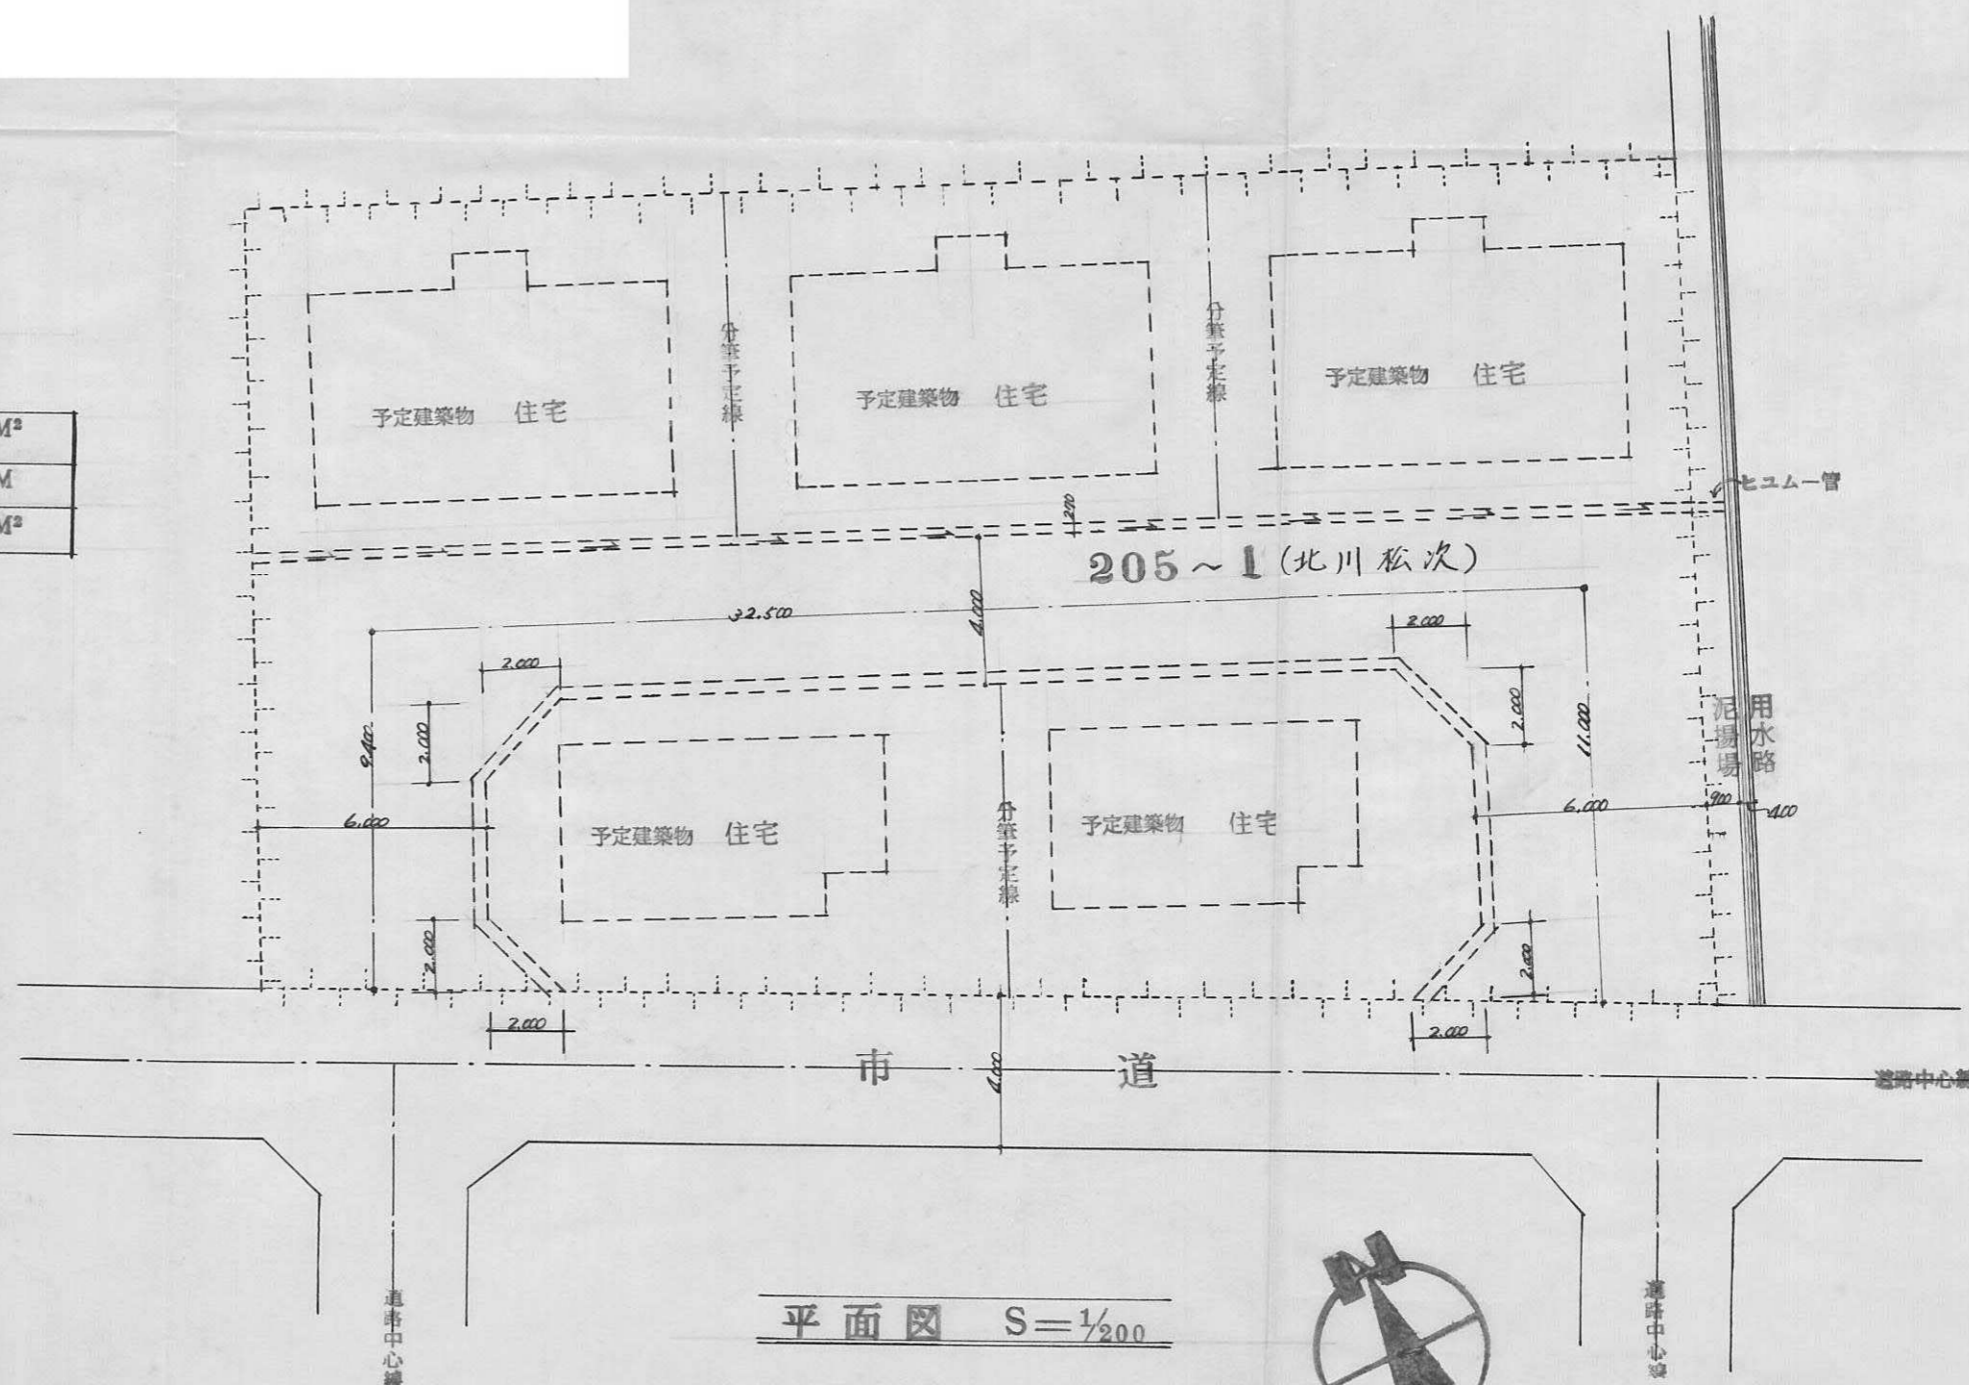 M²
M
M²
予定建築物 住宅
分筆予定線
予定建築物 住宅
分筆予定線
予定建築物 住宅
ヒユム一管
270
205~1 (北川松次)
32.500
4.000
2.000
2.000
2.000
9.400
6.000
2.000
2.000
2.000
11.000
6.000
900
400
2.000
2.000
泥揚場
用水路
予定建築物 住宅
分筆予定線
予定建築物 住宅
市道
4.000
道路中心線
道路中心線
道路中心線
平面図 S=1/200
N